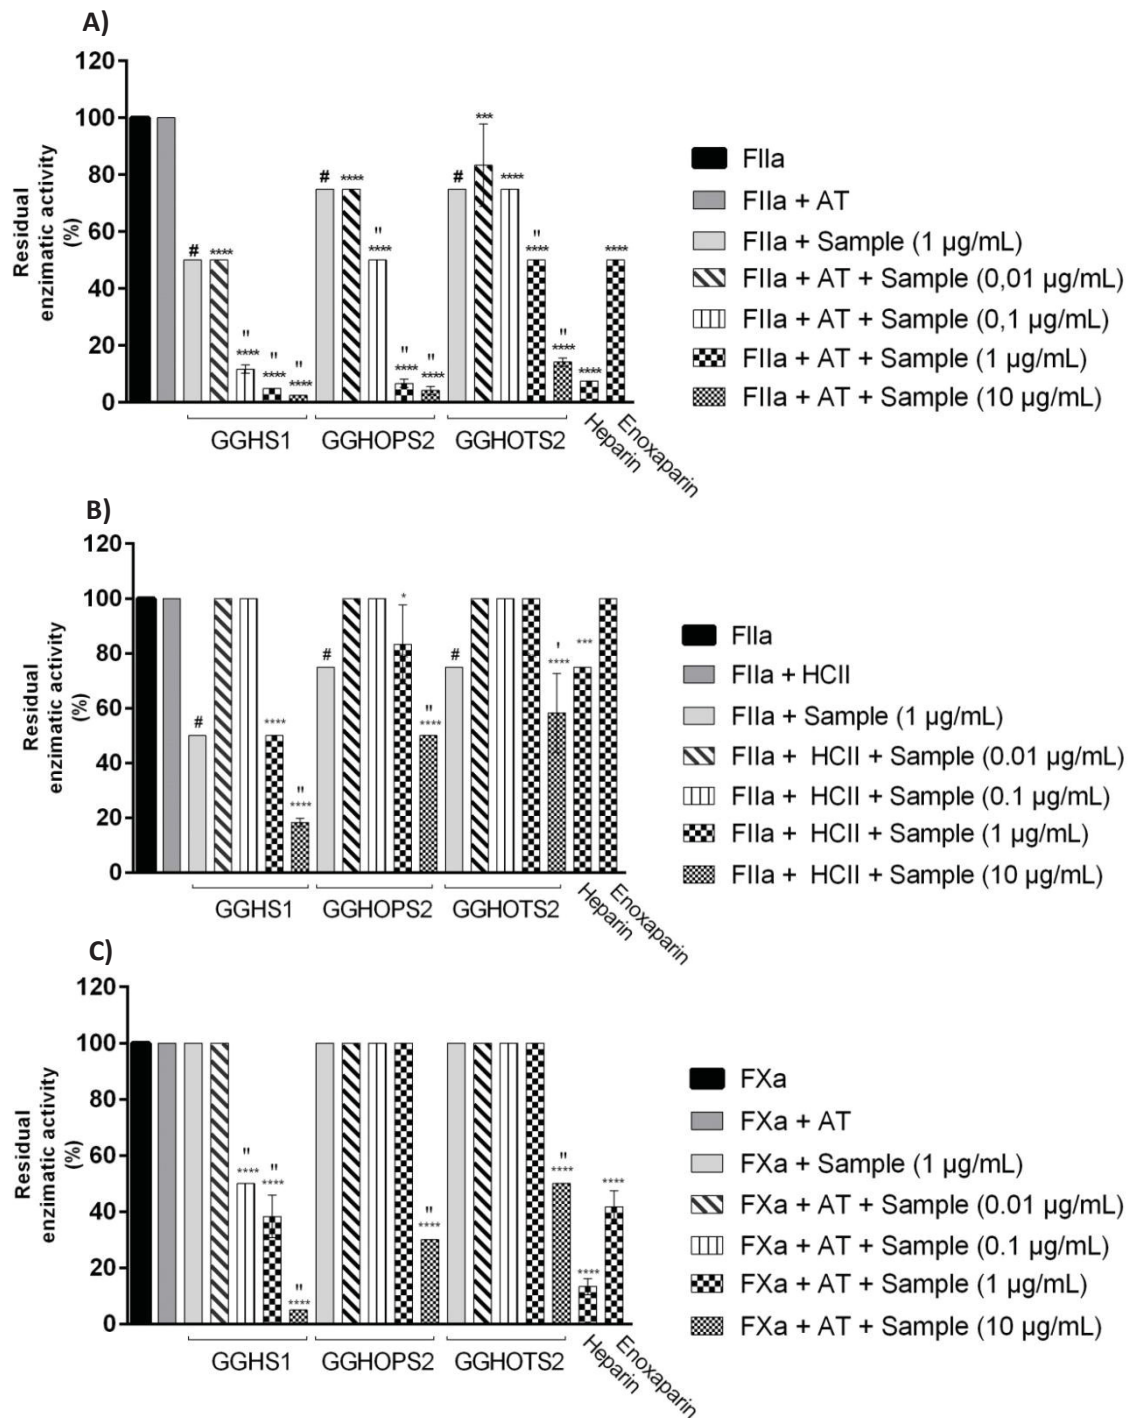 A)
120
100
80
60
40
20
0
Residual
enzimatic activity
(%)
#
****
"
****
"
****
"
****
#
****
"
****
"
****
"
****
#
***
****
"
****
"
****
****
****
GGHS1
GGHOPS2
GGHOTS2
Heparin
Enoxaparin
FIIa
FIIa + AT
FIIa + Sample (1 µg/mL)
FIIa + AT + Sample (0,01 µg/mL)
FIIa + AT + Sample (0,1 µg/mL)
FIIa + AT + Sample (1 µg/mL)
FIIa + AT + Sample (10 µg/mL)
B)
120
100
80
60
40
20
0
Residual
enzimatic activity
(%)
#
****
"
****
#
*
"
****
#
'
****
***
GGHS1
GGHOPS2
GGHOTS2
Heparin
Enoxaparin
FIIa
FIIa + HCII
FIIa + Sample (1 µg/mL)
FIIa + HCII + Sample (0.01 µg/mL)
FIIa + HCII + Sample (0.1 µg/mL)
FIIa + HCII + Sample (1 µg/mL)
FIIa + HCII + Sample (10 µg/mL)
C)
120
100
80
60
40
20
0
Residual
enzimatic activity
(%)
"
****
"
****
"
****
"
****
"
****
****
****
GGHS1
GGHOPS2
GGHOTS2
Heparin
Enoxaparin
FXa
FXa + AT
FXa + Sample (1 µg/mL)
FXa + AT + Sample (0.01 µg/mL)
FXa + AT + Sample (0.1 µg/mL)
FXa + AT + Sample (1 µg/mL)
FXa + AT + Sample (10 µg/mL)